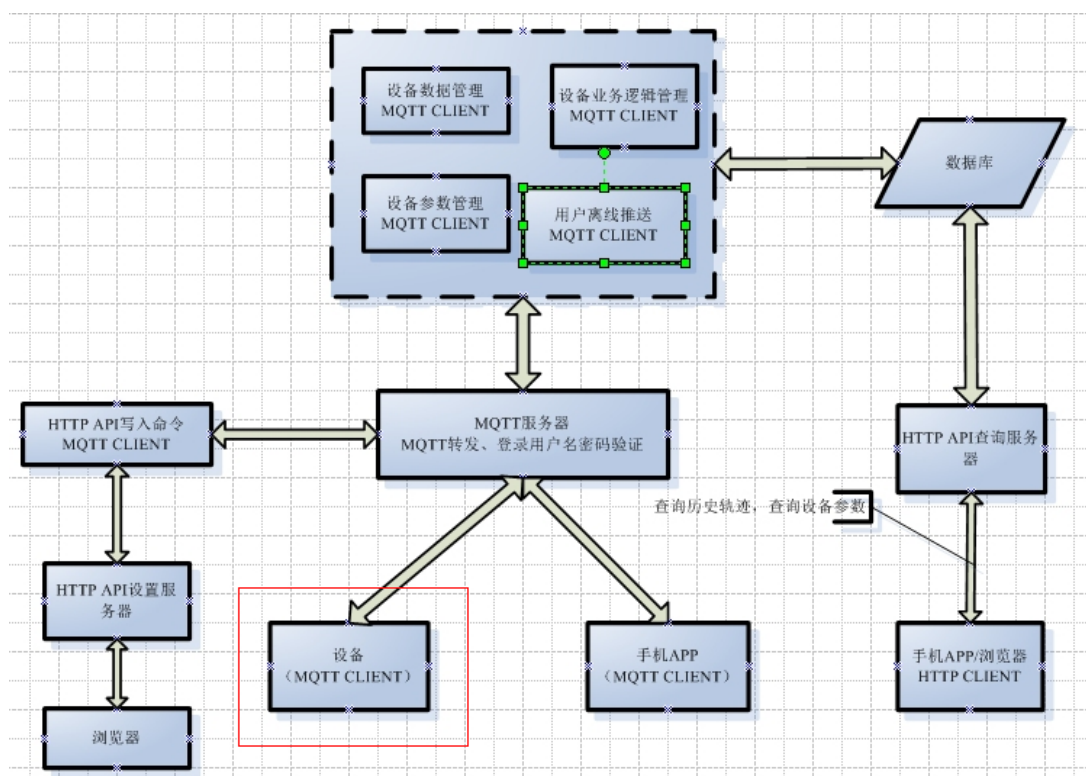 设备数据管理
MQTT CLIENT
设备业务逻辑管理
MQTT CLIENT
设备参数管理
MQTT CLIENT
用户离线推送
MQTT CLIENT
数据库
HTTP API写入命令
MQTT CLIENT
MQTT服务器
MQTT转发、登录用户名密码验证
HTTP API查询服务
器
查询历史轨迹，查询设备参数
HTTP API设置服
务器
设备
（MQTT CLIENT）
手机APP
（MQTT CLIENT）
手机APP/浏览器
HTTP CLIENT
浏览器